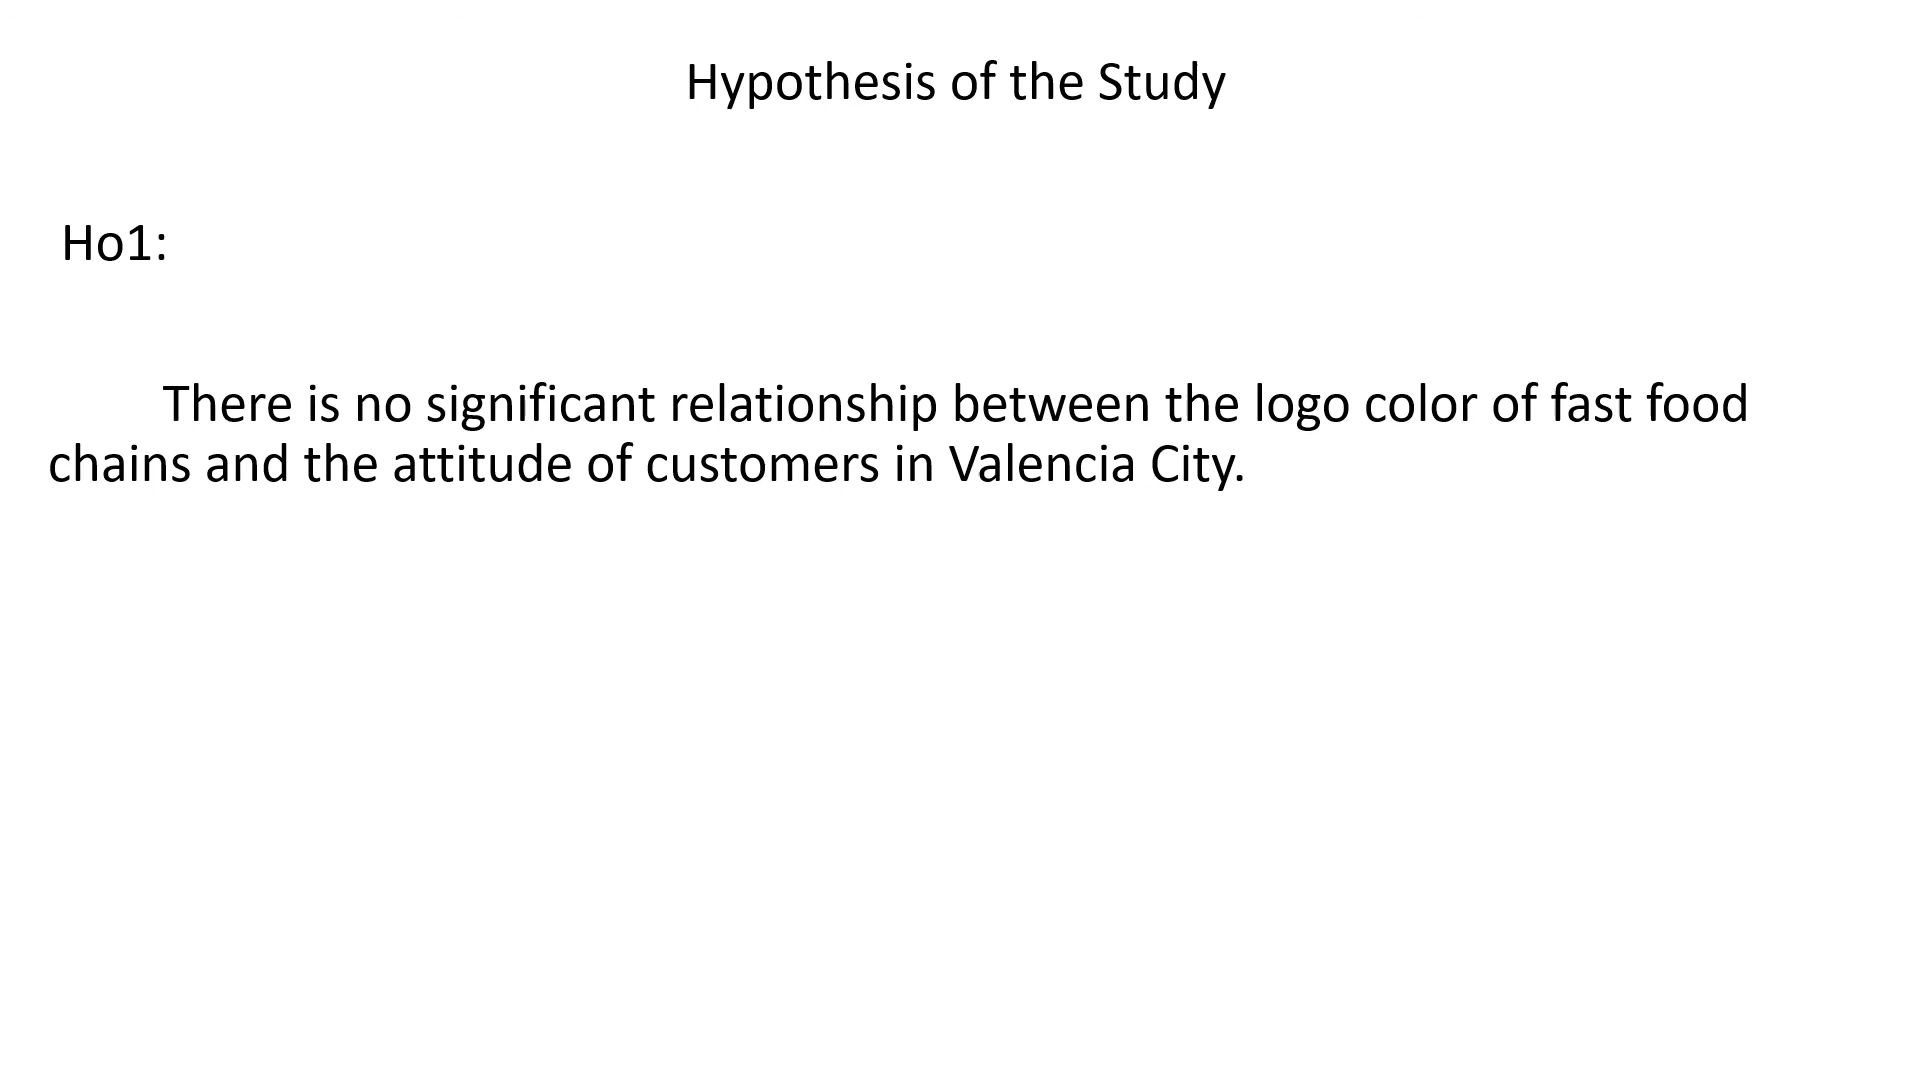 Hypothesis of the Study
Ho1:
There is no significant relationship between the logo color of fast food
chains and the attitude of customers in Valencia City.